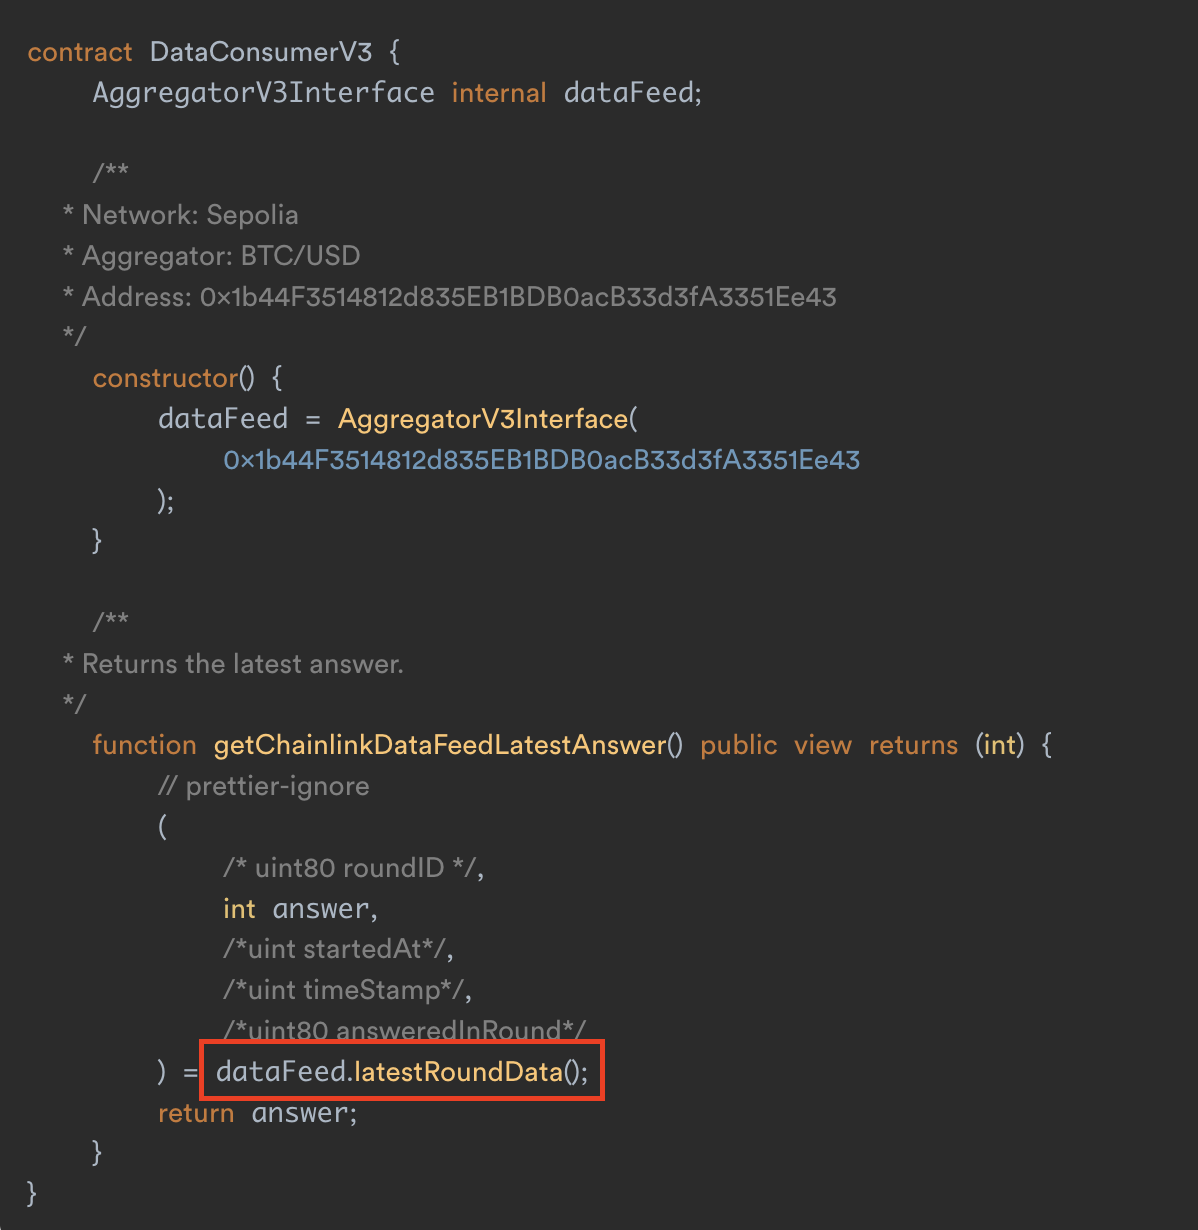 contract DataConsumerV3 {
AggregatorV3Interface internal dataFeed;
/**
* Network: Sepolia
* Aggregator: BTC/USD
* Address: 0x1b44F3514812d835EB1BDB0acB33d3fA3351Ee43
*/
constructor() {
dataFeed = AggregatorV3Interface(
0x1b44F3514812d835EB1BDB0acB33d3fA3351Ee43
);
}
/**
* Returns the latest answer.
*/
function getChainlinkDataFeedLatestAnswer() public view returns (int) {
// prettier-ignore
(
/* uint80 roundID */,
int answer,
/*uint startedAt*/,
/*uint timeStamp*/,
/*uint80 answeredInRound*/
) = dataFeed.latestRoundData();
return answer;
}
}